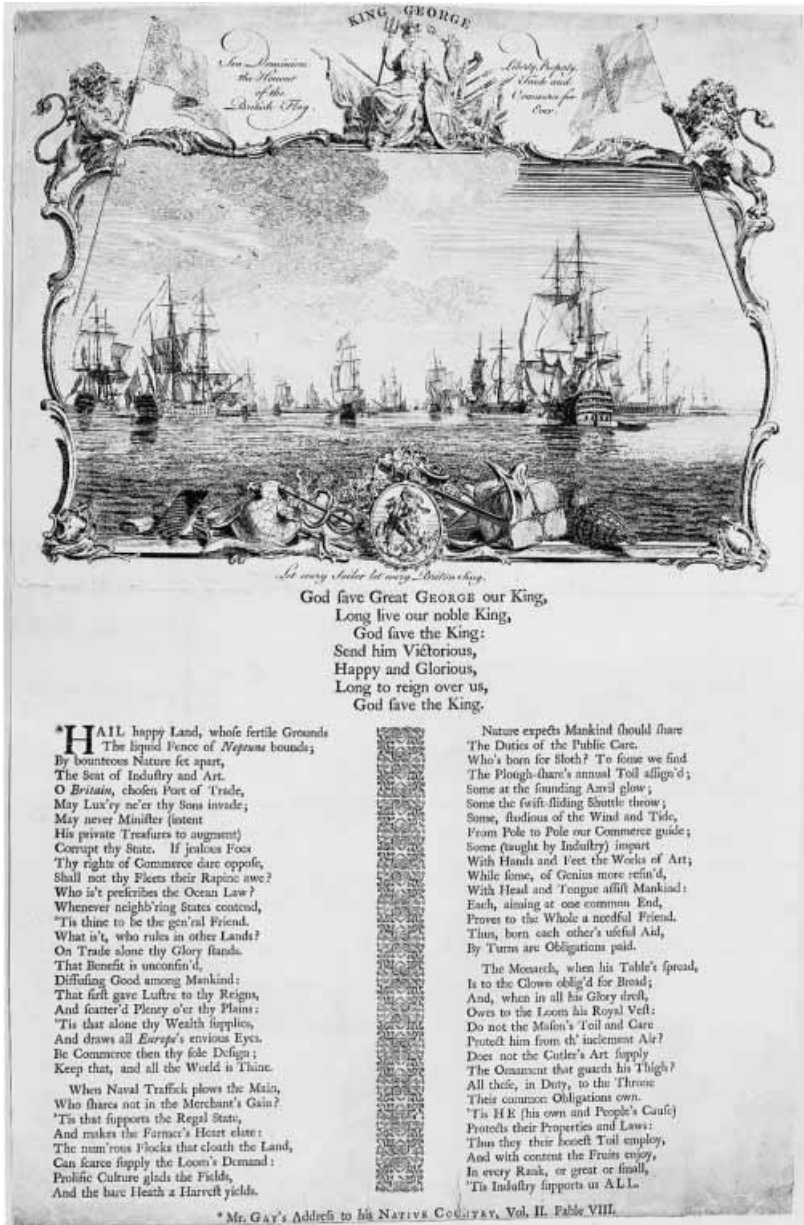 KING GEORGE
Sea Dominion
the Honour
of the
British Flag.
Liberty, Property,
Trade and
Commerce for
Ever.
Let every Sailor let every Briton Sing.
God ſave Great GEORGE our King,
Long live our noble King,
God ſave the King:
Send him Victorious,
Happy and Glorious,
Long to reign over us,
God ſave the King.
*HAIL happy Land, whoſe fertile Grounds
The liquid Fence of Neptune bounds;
By bounteous Nature ſet apart,
The Seat of Induſtry and Art.
O Britain, choſen Port of Trade,
May Lux'ry ne'er thy Sons invade;
May never Miniſter (intent
His private Treaſures to augment)
Corrupt thy State. If jealous Foes
Thy rights of Commerce dare oppoſe,
Shall not thy Fleets their Rapine awe?
Who is't preſcribes the Ocean Law?
Whenever neighb'ring States contend,
'Tis thine to be the gen'ral Friend.
What is't, who rules in other Lands?
On Trade alone thy Glory ſtands.
That Benefit is unconfin'd,
Diffuſing Good among Mankind:
That firſt gave Luſtre to thy Reigns,
And ſcatter'd Plenty o'er thy Plains:
'Tis that alone thy Wealth ſupplies,
And draws all Europe's envious Eyes.
Be Commerce then thy ſole Deſign;
Keep that, and all the World is Thine.
When Naval Traffick plows the Main,
Who ſhares not in the Merchant's Gain?
'Tis that ſupports the Regal State,
And makes the Farmer's Heart elate:
The num'rous Flocks that cloath the Land,
Can ſcarce ſupply the Loom's Demand:
Prolific Culture glads the Fields,
And the bare Heath a Harveſt yields.
Nature expects Mankind ſhould ſhare
The Duties of the Public Care.
Who's born for Sloth? To ſome we find
The Plough-ſhare's annual Toil aſſign'd;
Some at the ſounding Anvil glow;
Some the ſwift-ſliding Shuttle throw;
Some, ſtudious of the Wind and Tide,
From Pole to Pole our Commerce guide;
Some (taught by Induſtry) impart
With Hands and Feet the Works of Art;
While ſome, of Genius more refin'd,
With Head and Tongue aſſiſt Mankind:
Each, aiming at one common End,
Proves to the Whole a needful Friend.
Thus, born each other's uſeful Aid,
By Turns are Obligations paid.
The Monarch, when his Table's ſpread,
Is to the Clown oblig'd for Bread;
And, when in all his Glory dreſt,
Owes to the Loom his Royal Veſt:
Do not the Maſon's Toil and Care
Protect him from th' inclement Air?
Does not the Cutler's Art ſupply
The Ornament that guards his Thigh?
All theſe, in Duty, to the Throne
Their common Obligations own.
'Tis HE (his own and People's Cauſe)
Protects their Properties and Laws:
Thus they their honeſt Toil employ,
And with content the Fruits enjoy,
In every Rank, or great or ſmall,
'Tis Induſtry ſupports us ALL.
* Mr. GAY's Addreſs to his NATIVE COUNTRY, Vol. II. Fable VIII.